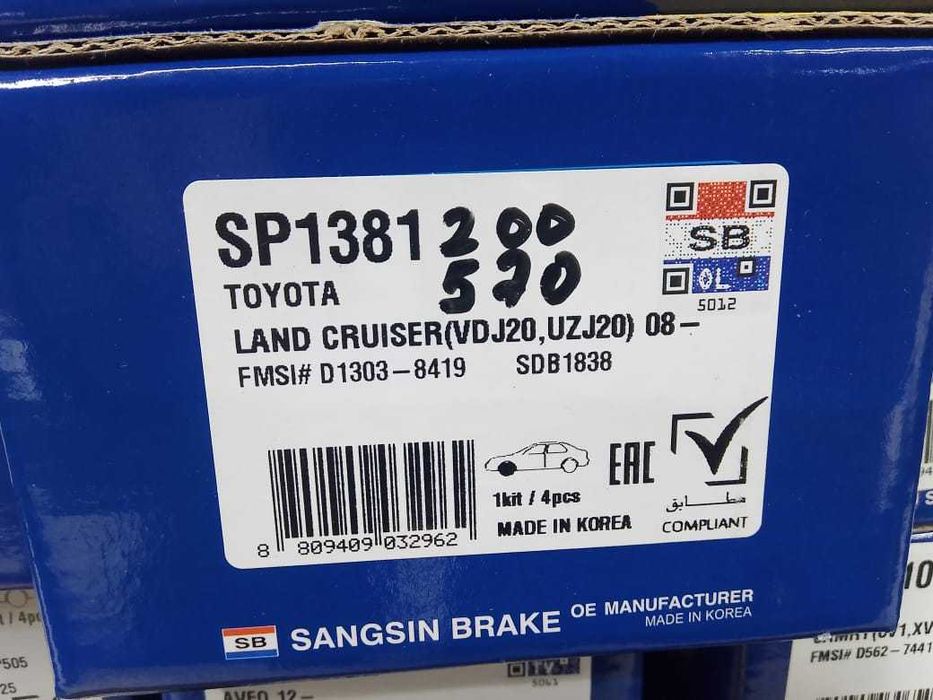 SP1381 200
570
TOYOTA
LAND CRUISER(VDJ20,UZJ20) 08-
FMSI# D1303-8419 SDB1838
SB
OL
5012
1kit / 4pcs
EAC
مطابق
COMPLIANT
MADE IN KOREA
8 809409 032962
SB SANGSIN BRAKE OE MANUFACTURER
MADE IN KOREA
FMSI# D562-7441
AVEO 12-
5061